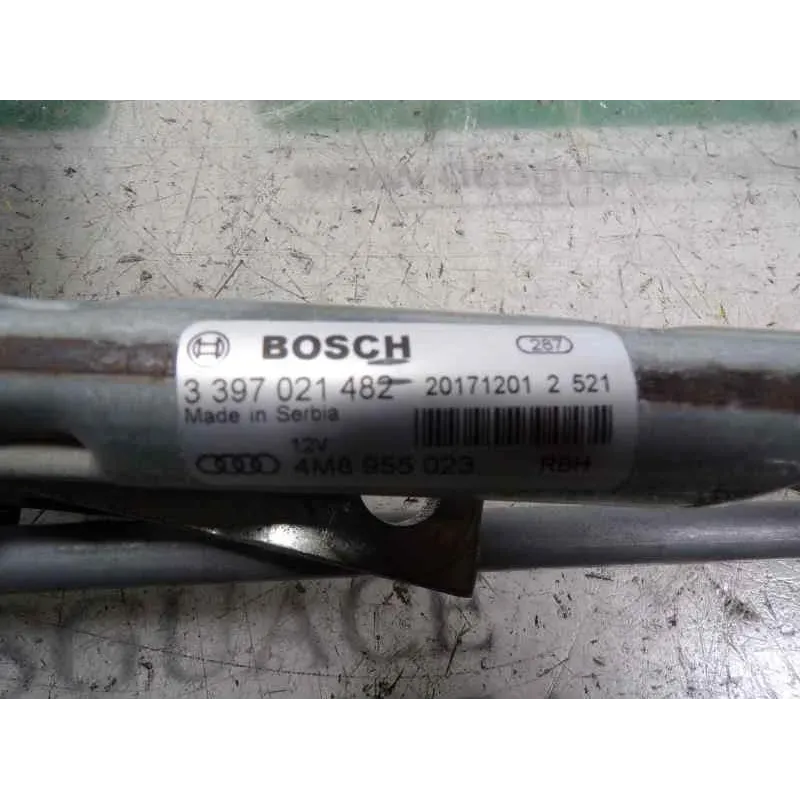 BOSCH 287
3 397 021 482 20171201 2 521
Made in Serbia
12V
4M8 955 023 RBH